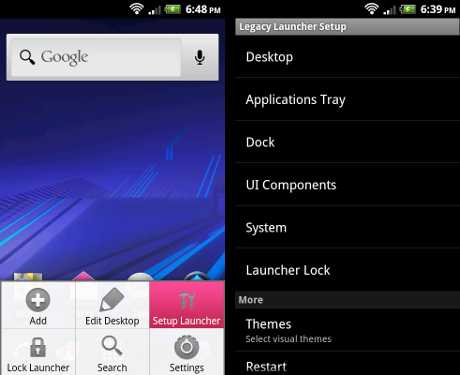 6:48 PM
Google
Add
Edit Desktop
Setup Launcher
Lock Launcher
Search
Settings
6:39 PM
Legacy Launcher Setup
Desktop
Applications Tray
Dock
UI Components
System
Launcher Lock
More
Themes
Select visual themes
Restart